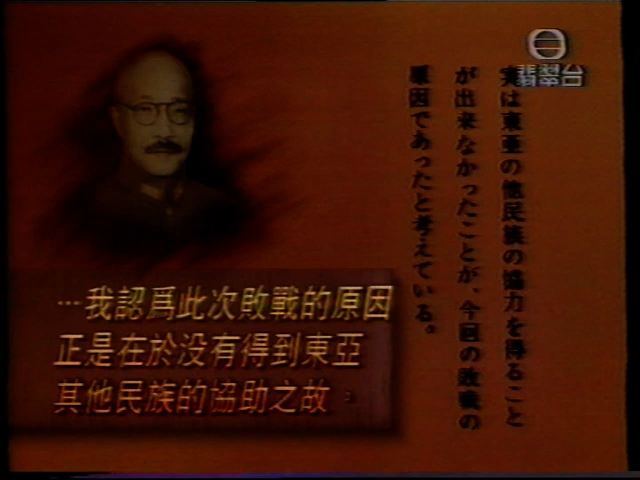 翡翠台
実は東亜の他民族の協力を得ること
が出来なかったことが、今回の敗戦の
原因であったと考えている。
…我認爲此次敗戰的原因
正是在於没有得到東亞
其他民族的協助之故。